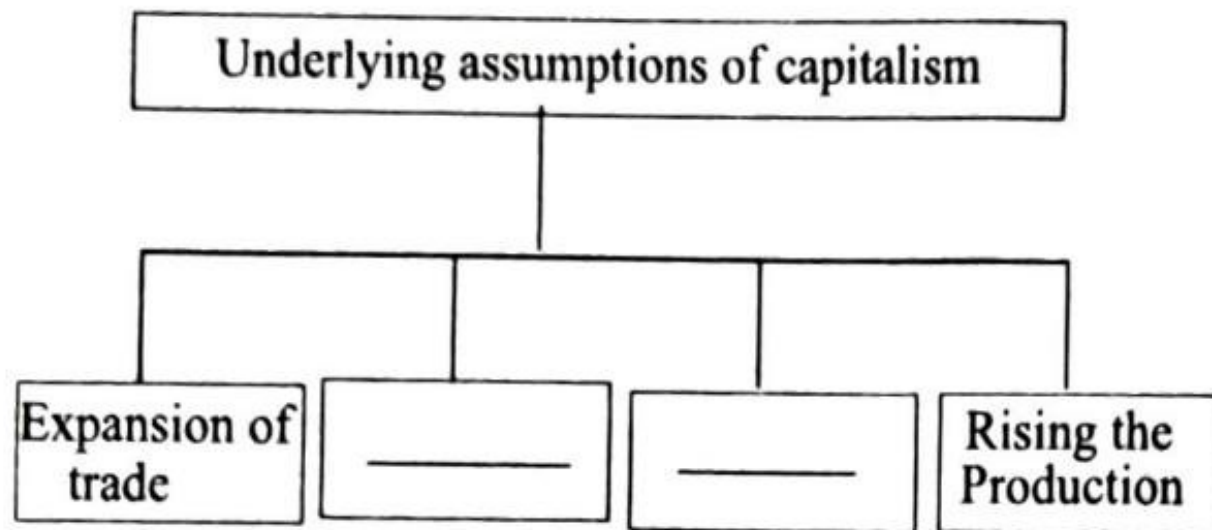 Underlying assumptions of capitalism
Expansion of
trade
Rising the
Production